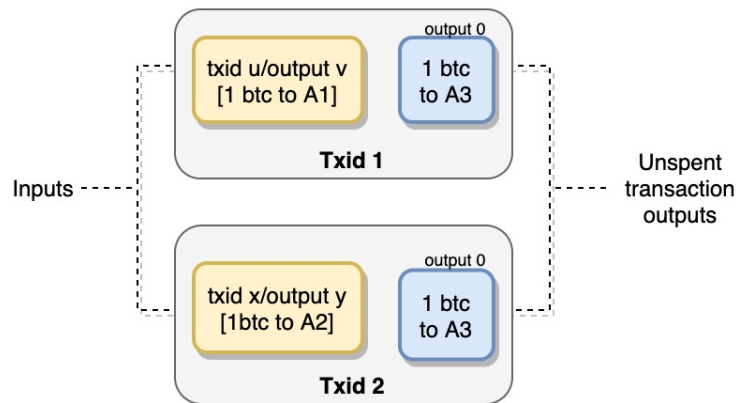 output 0
txid u/output v
[1 btc to A1]
1 btc
to A3
Txid 1
Inputs
Unspent
transaction
outputs
output 0
txid x/output y
[1btc to A2]
1 btc
to A3
Txid 2